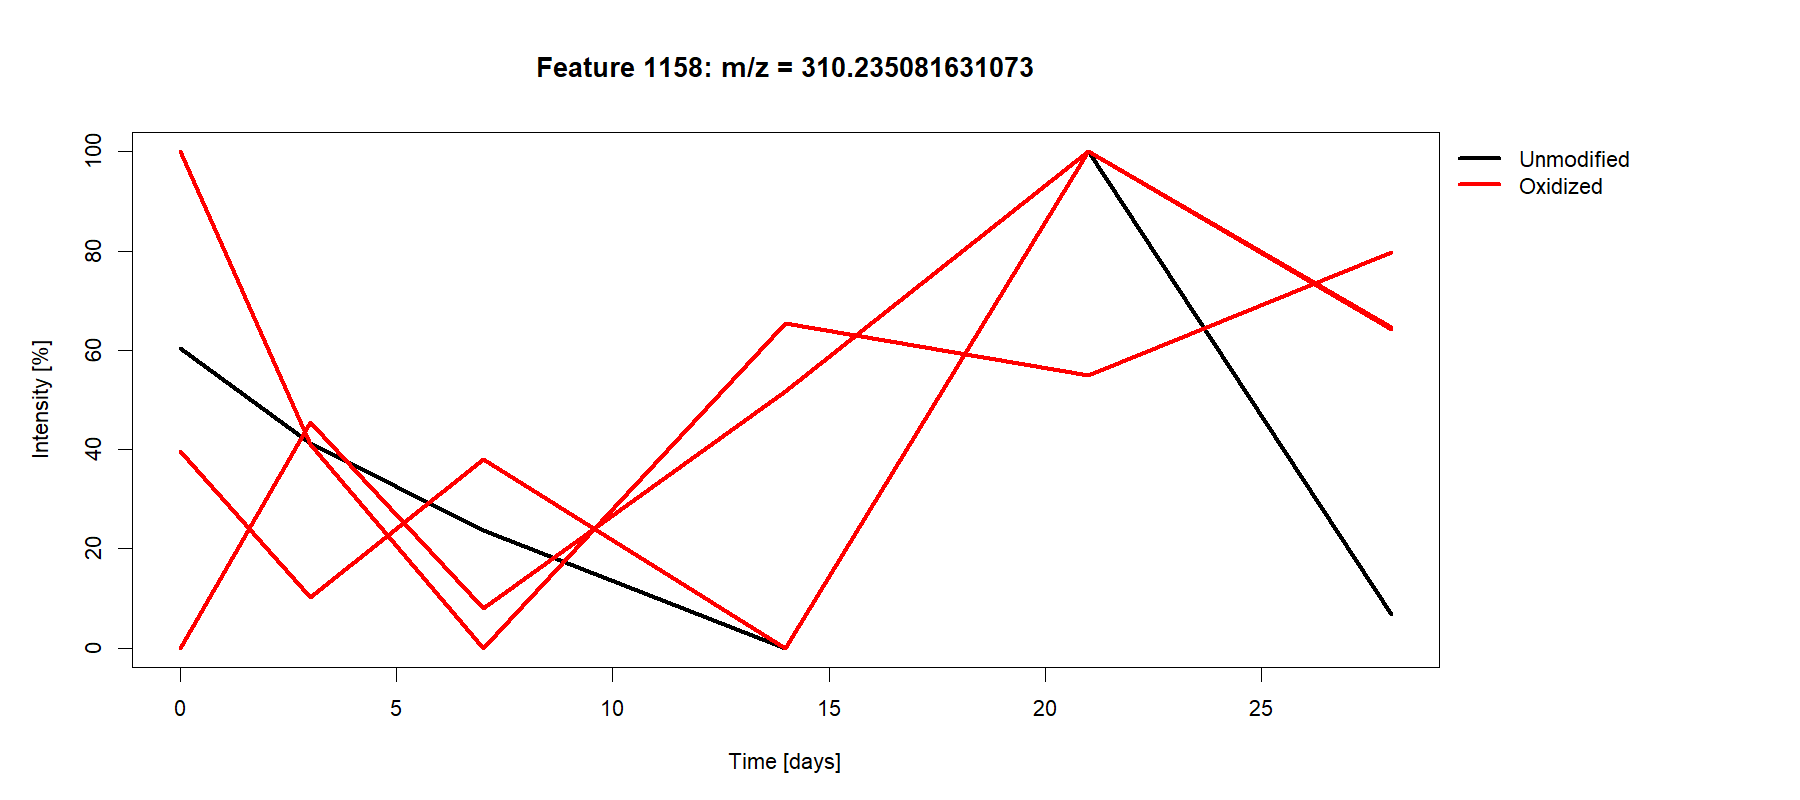 Feature 1158: m/z = 310.235081631073
Unmodified
Oxidized
Intensity [%]
100
80
60
40
20
0
0 5 10 15 20 25
Time [days]